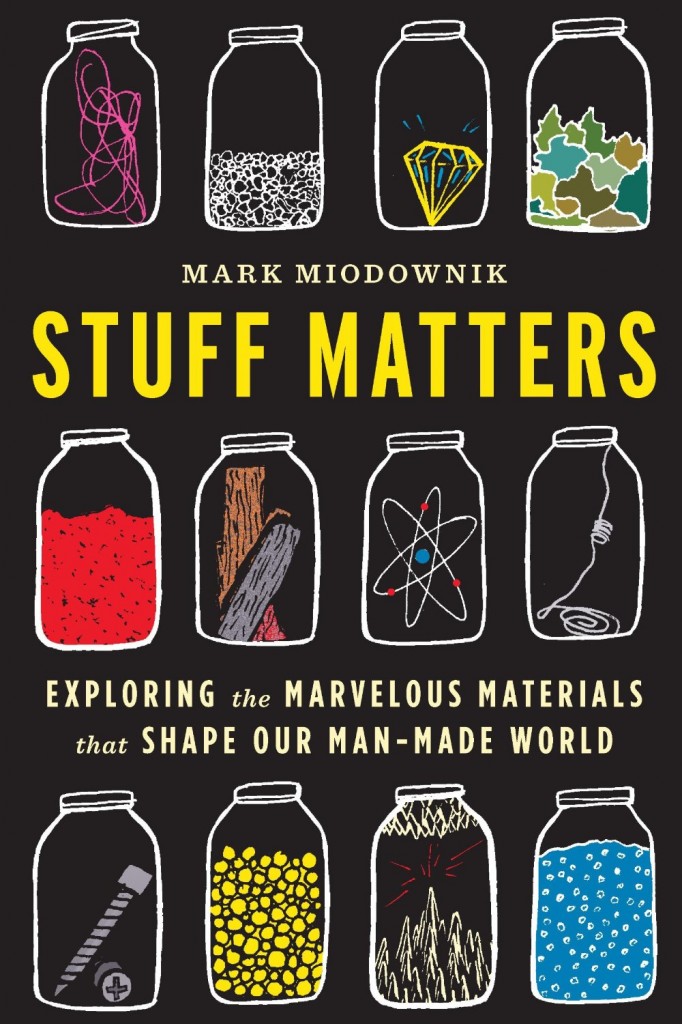 MARK MIODOWNIK
STUFF MATTERS
EXPLORING the MARVELOUS MATERIALS
that SHAPE OUR MAN-MADE WORLD